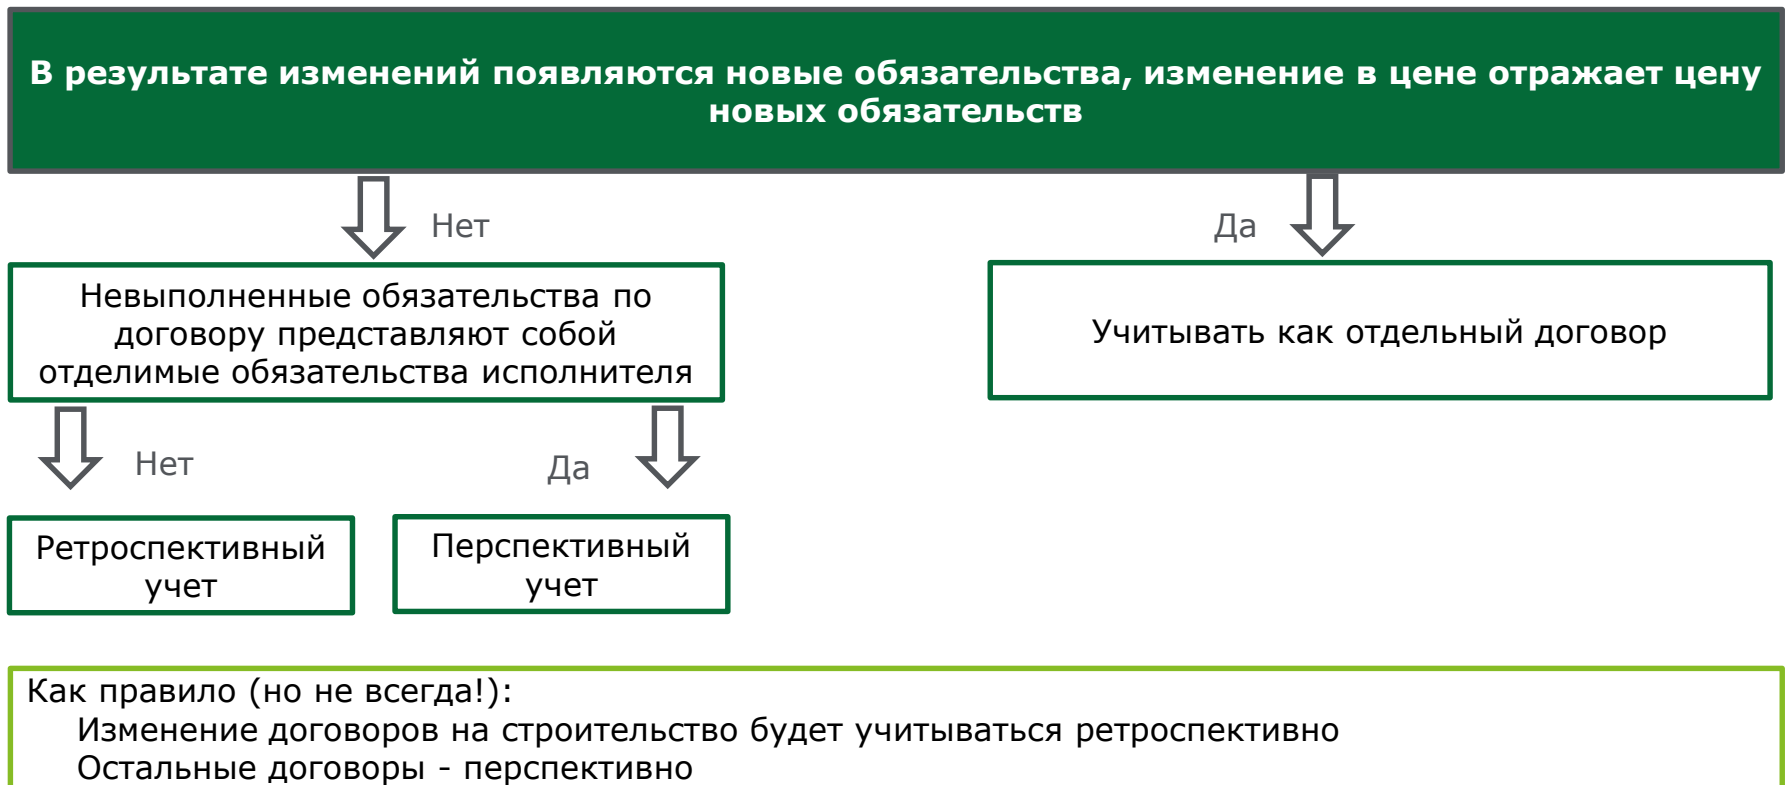 В результате изменений появляются новые обязательства, изменение в цене отражает цену
новых обязательств
Нет
Да
Невыполненные обязательства по
договору представляют собой
отделимые обязательства исполнителя
Учитывать как отдельный договор
Нет
Да
Ретроспективный
учет
Перспективный
учет
Как правило (но не всегда!):
Изменение договоров на строительство будет учитываться ретроспективно
Остальные договоры - перспективно